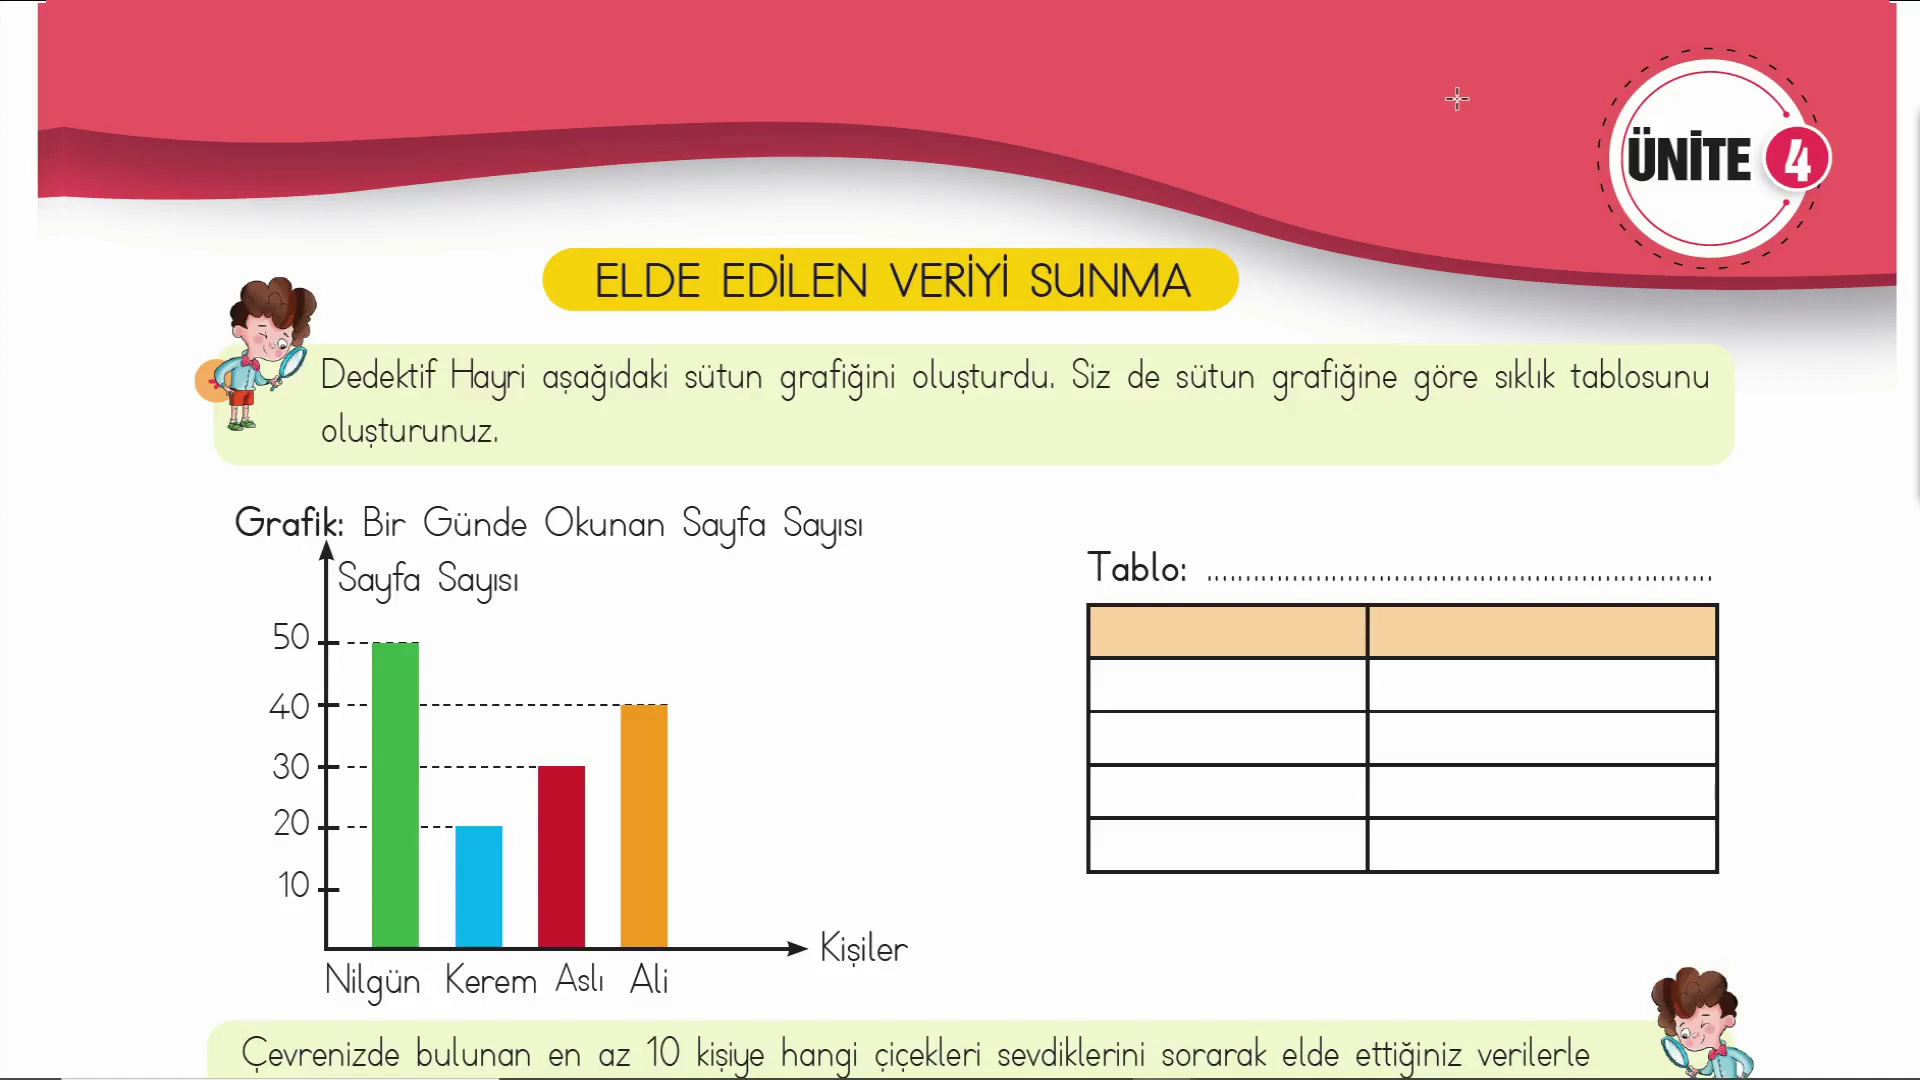 ÜNİTE 4
ELDE EDİLEN VERİYİ SUNMA
Dedektif Hayri aşağıdaki sütun grafiğini oluşturdu. Siz de sütun grafiğine göre sıklık tablosunu
oluşturunuz.
Grafik: Bir Günde Okunan Sayfa Sayısı
Sayfa Sayısı
50
40
30
20
10
Kişiler
Nilgün Kerem Aslı Ali
Tablo: ..........................................................................
Çevrenizde bulunan en az 10 kişiye hangi çiçekleri sevdiklerini sorarak elde ettiğiniz verilerle